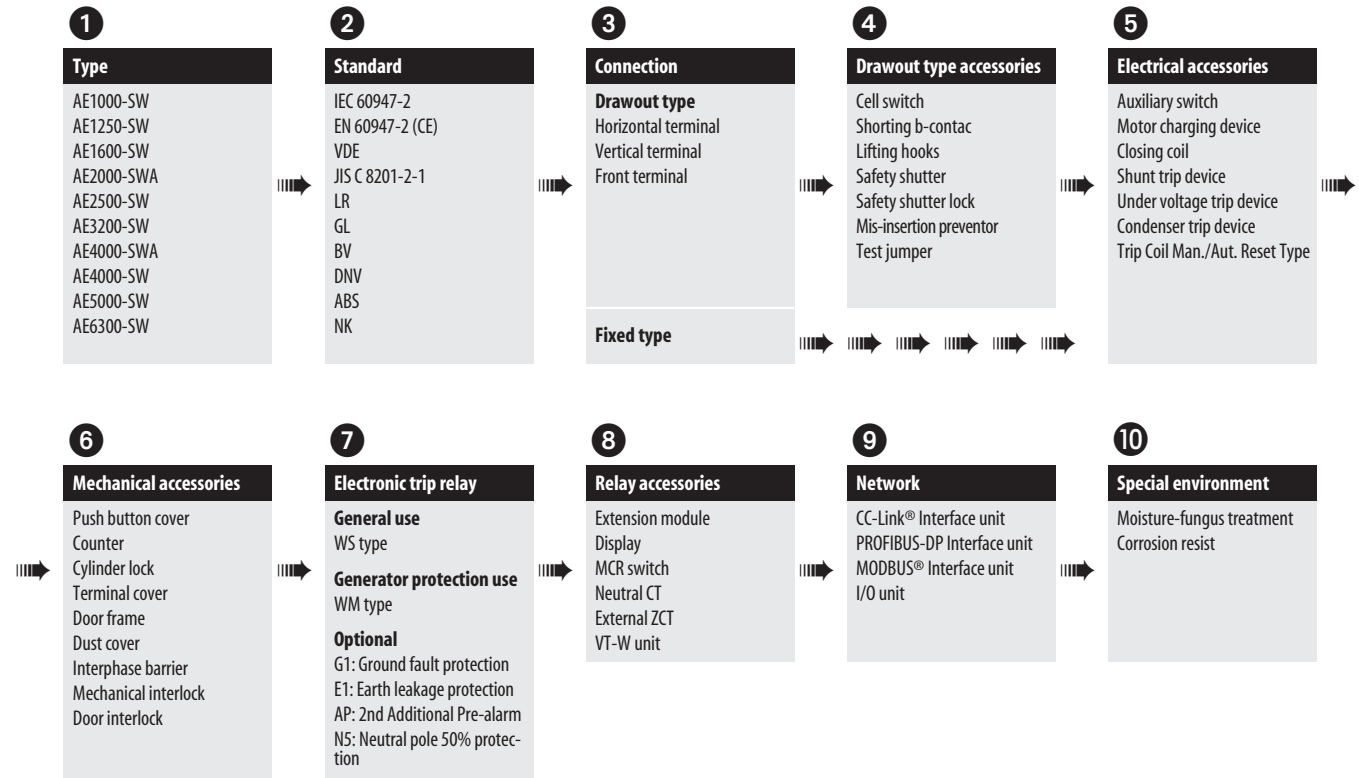 1
Type
AE1000-SW
AE1250-SW
AE1600-SW
AE2000-SWA
AE2500-SW
AE3200-SW
AE4000-SWA
AE4000-SW
AE5000-SW
AE6300-SW
2
Standard
IEC 60947-2
EN 60947-2 (CE)
VDE
JIS C 8201-2-1
LR
GL
BV
DNV
ABS
NK
3
Connection
Drawout type
Horizontal terminal
Vertical terminal
Front terminal
Fixed type
4
Drawout type accessories
Cell switch
Shorting b-contac
Lifting hooks
Safety shutter
Safety shutter lock
Mis-insertion preventor
Test jumper
5
Electrical accessories
Auxiliary switch
Motor charging device
Closing coil
Shunt trip device
Under voltage trip device
Condenser trip device
Trip Coil Man./Aut. Reset Type
6
Mechanical accessories
Push button cover
Counter
Cylinder lock
Terminal cover
Door frame
Dust cover
Interphase barrier
Mechanical interlock
Door interlock
7
Electronic trip relay
General use
WS type
Generator protection use
WM type
Optional
G1: Ground fault protection
E1: Earth leakage protection
AP: 2nd Additional Pre-alarm
N5: Neutral pole 50% protec-
tion
8
Relay accessories
Extension module
Display
MCR switch
Neutral CT
External ZCT
VT-W unit
9
Network
CC-Link® Interface unit
PROFIBUS-DP Interface unit
MODBUS® Interface unit
I/O unit
10
Special environment
Moisture-fungus treatment
Corrosion resist